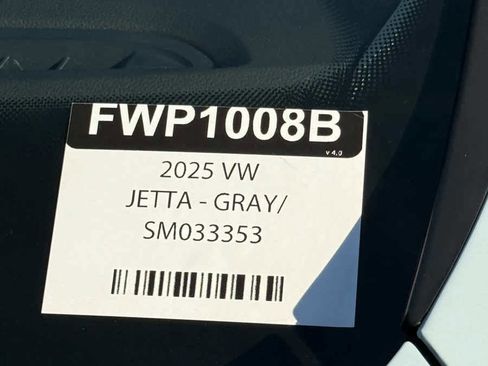 FWP1008B
v 4.0
2025 VW
JETTA - GRAY/
SM033353